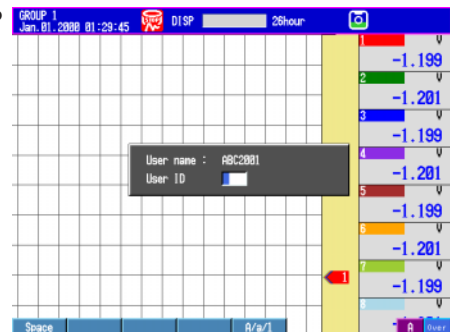 GROUP 1
Jan.01.2000 01:29:45
DISP
26hour
1 V
-1.199
2 V
-1.201
3 V
-1.199
4 V
-1.201
5 V
-1.199
6 V
-1.201
7 V
-1.199
8 V
User name : ABC2001
User ID
1
Space
A/a/1
A
Over